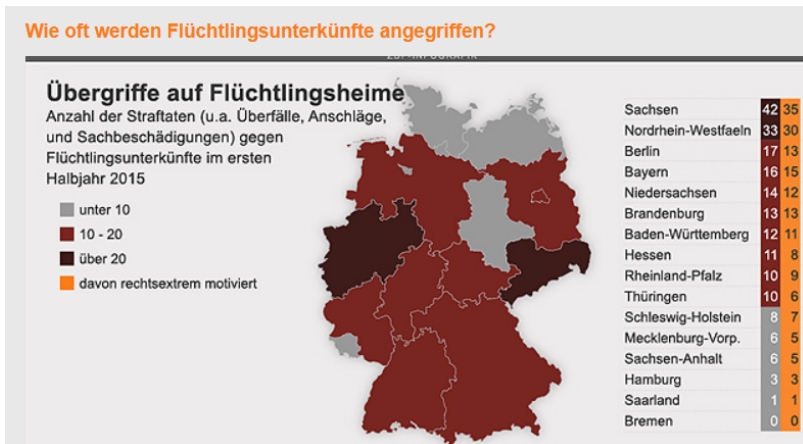 Wie oft werden Flüchtlingsunterkünfte angegriffen?
ZDF-INFOGRAFIK
Übergriffe auf Flüchtlingsheime
Anzahl der Straftaten (u.a. Überfälle, Anschläge,
und Sachbeschädigungen) gegen
Flüchtlingsunterkünfte im ersten
Halbjahr 2015
unter 10
10 - 20
über 20
davon rechtsextrem motiviert
Sachsen 42 35
Nordrhein-Westfaeln 33 30
Berlin 17 13
Bayern 16 15
Niedersachsen 14 12
Brandenburg 13 13
Baden-Württemberg 12 11
Hessen 11 8
Rheinland-Pfalz 10 9
Thüringen 10 6
Schleswig-Holstein 8 7
Mecklenburg-Vorp. 6 5
Sachsen-Anhalt 6 5
Hamburg 3 3
Saarland 1 1
Bremen 0 0